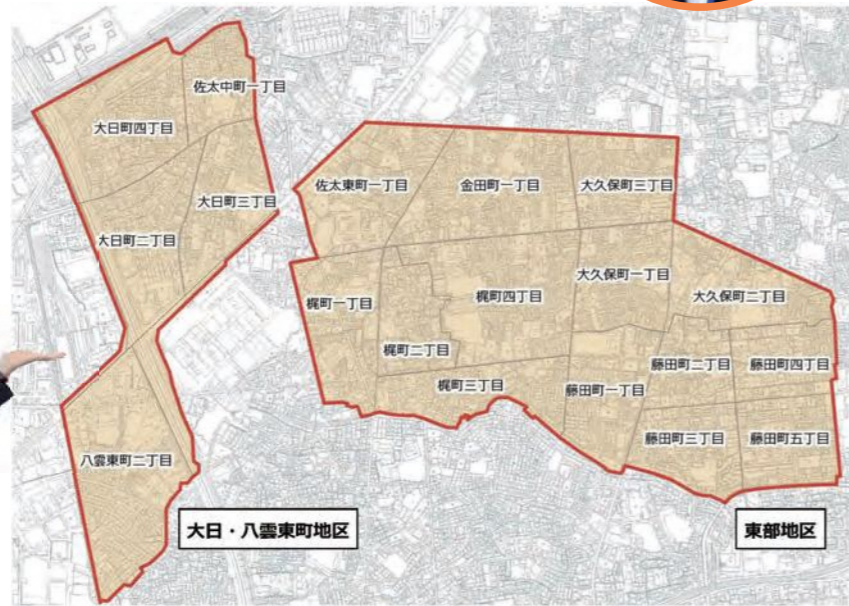 佐太中町一丁目
大日町四丁目
大日町三丁目
大日町二丁目
八雲東町二丁目
大日・八雲東町地区
佐太東町一丁目
金田町一丁目
大久保町三丁目
大久保町一丁目
大久保町二丁目
梶町一丁目
梶町四丁目
梶町二丁目
梶町三丁目
藤田町一丁目
藤田町二丁目
藤田町四丁目
藤田町三丁目
藤田町五丁目
東部地区